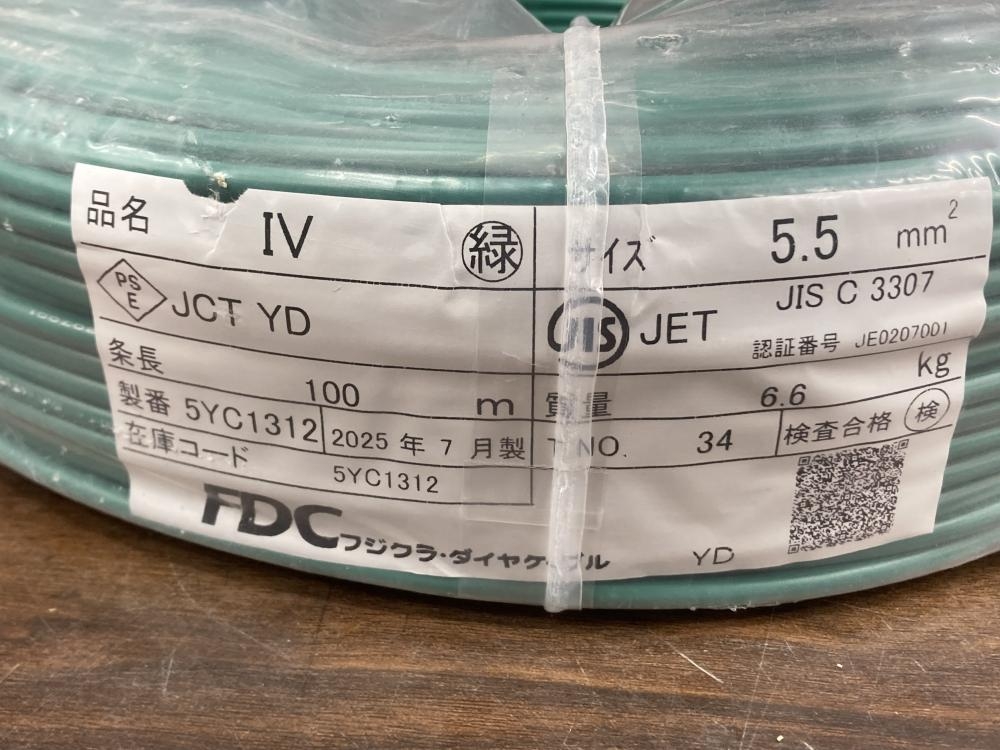 品名 IV 緑 サイズ 5.5 mm²
PS E JCT YD JIS JET JIS C 3307
認証番号 JE0207001
条長 100 m 質量 6.6 kg
製番 5YC1312 2025 年 7 月製 T NO. 34 検査合格 検
在庫コード 5YC1312
FDC フジクラ・ダイヤケーブル YD